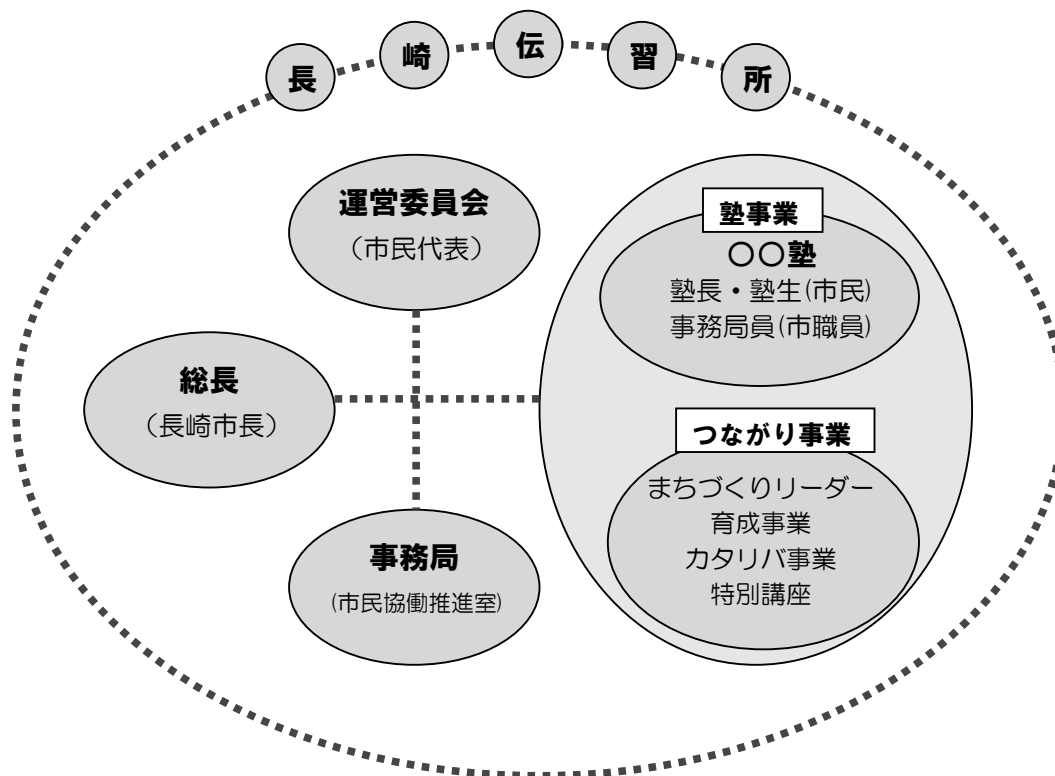 長崎伝習所
運営委員会
（市民代表）
総長
（長崎市長）
事務局
(市民協働推進室)
塾事業
〇〇塾
塾長・塾生(市民)
事務局員(市職員)
つながり事業
まちづくりリーダー
育成事業
カタリバ事業
特別講座